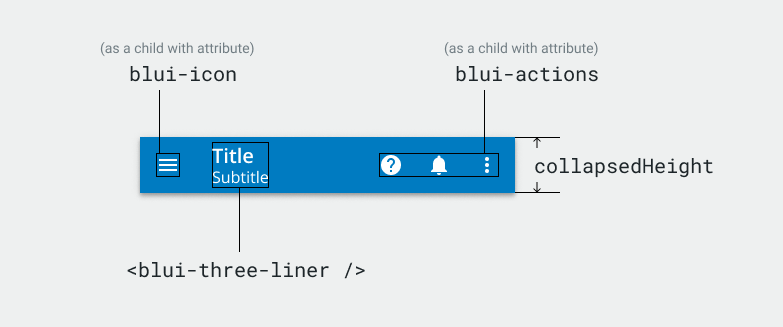 (as a child with attribute)
(as a child with attribute)
blui-icon
blui-actions
Title
Subtitle
collapsedHeight
<blui-three-liner />